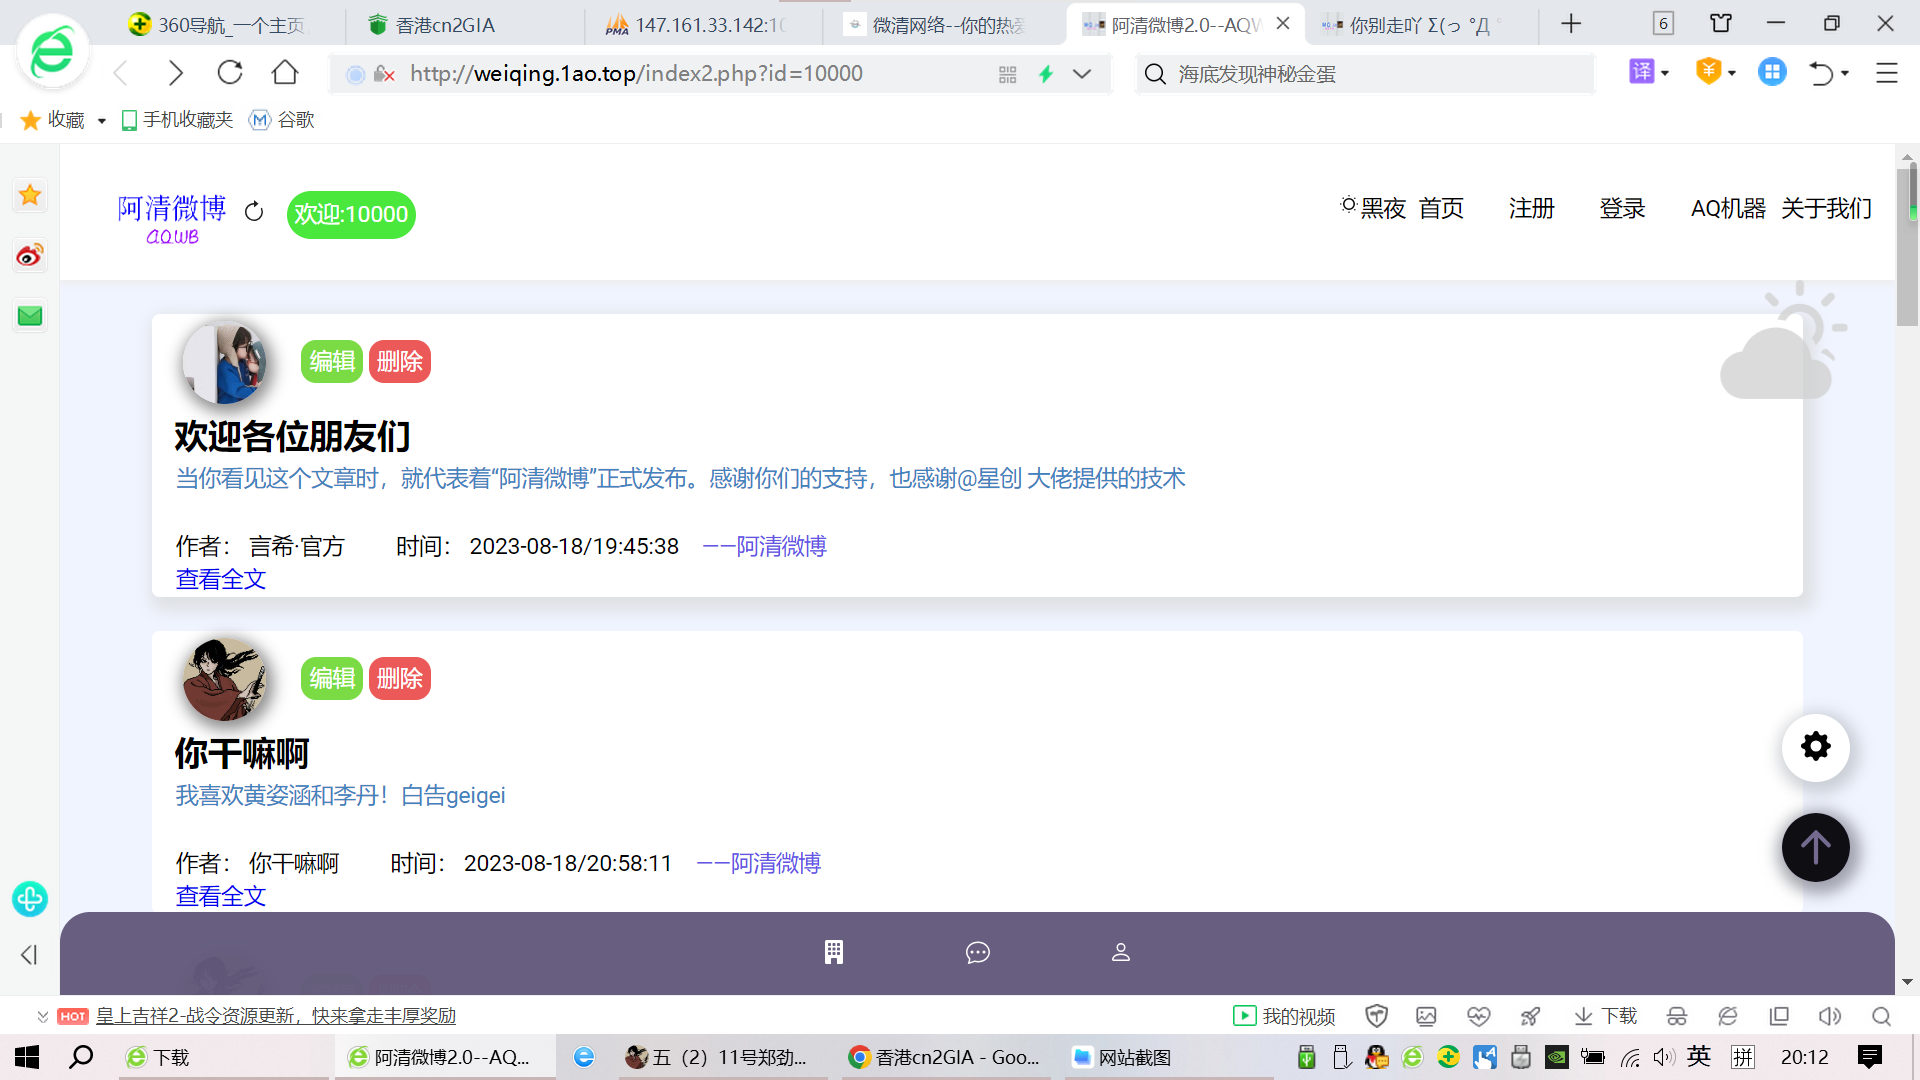 360导航_一个主页
香港cn2GIA
147.161.33.142:10
微清网络--你的热爱
阿清微博2.0--AQW
你别走吖 Σ(っ °Д °
6
http://weiqing.1ao.top/index2.php?id=10000
海底发现神秘金蛋
译
收藏
手机收藏夹
谷歌
阿清微博
AQWB
欢迎:10000
黑夜 首页 注册 登录 AQ机器 关于我们
编辑 删除
欢迎各位朋友们
当你看见这个文章时，就代表着“阿清微博”正式发布。感谢你们的支持，也感谢@星创 大佬提供的技术
作者： 言希·官方 时间： 2023-08-18/19:45:38 ——阿清微博
查看全文
编辑 删除
你干嘛啊
我喜欢黄姿涵和李丹！白告geigei
作者： 你干嘛啊 时间： 2023-08-18/20:58:11 ——阿清微博
查看全文
HOT 皇上吉祥2-战令资源更新，快来拿走丰厚奖励
我的视频
下载
下载
阿清微博2.0--AQ...
五（2）11号郑劲...
香港cn2GIA - Goo...
网站截图
英
拼
20:12